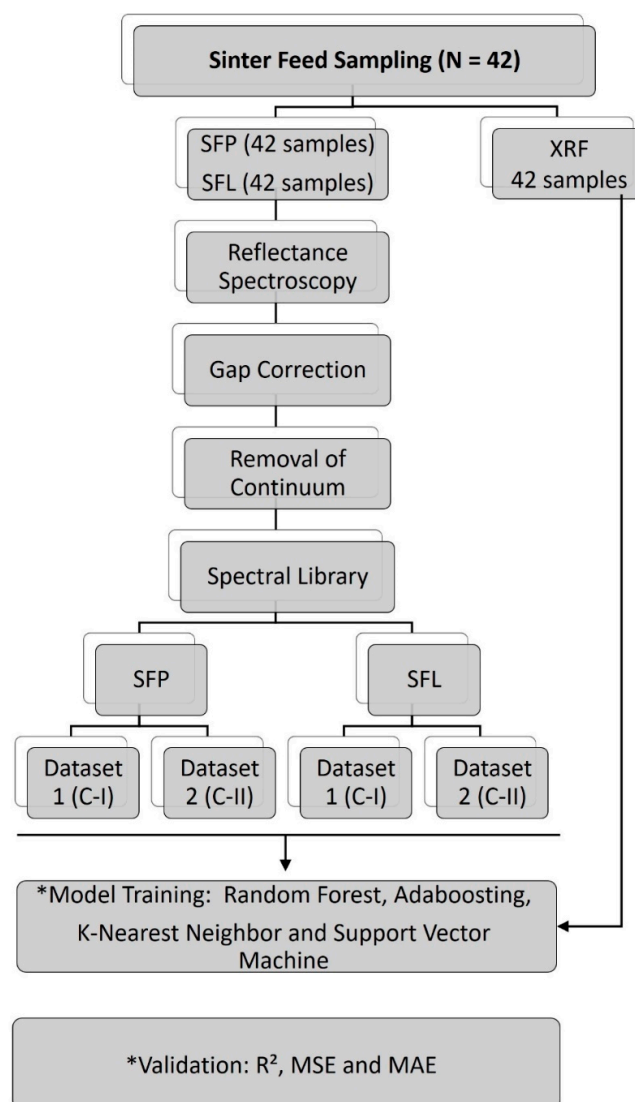 Sinter Feed Sampling (N = 42)
SFP (42 samples)
SFL (42 samples)
XRF
42 samples
Reflectance
Spectroscopy
Gap Correction
Removal of
Continuum
Spectral Library
SFP
SFL
Dataset
1 (C-I)
Dataset
2 (C-II)
Dataset
1 (C-I)
Dataset
2 (C-II)
*Model Training: Random Forest, Adaboosting,
K-Nearest Neighbor and Support Vector
Machine
*Validation: R², MSE and MAE